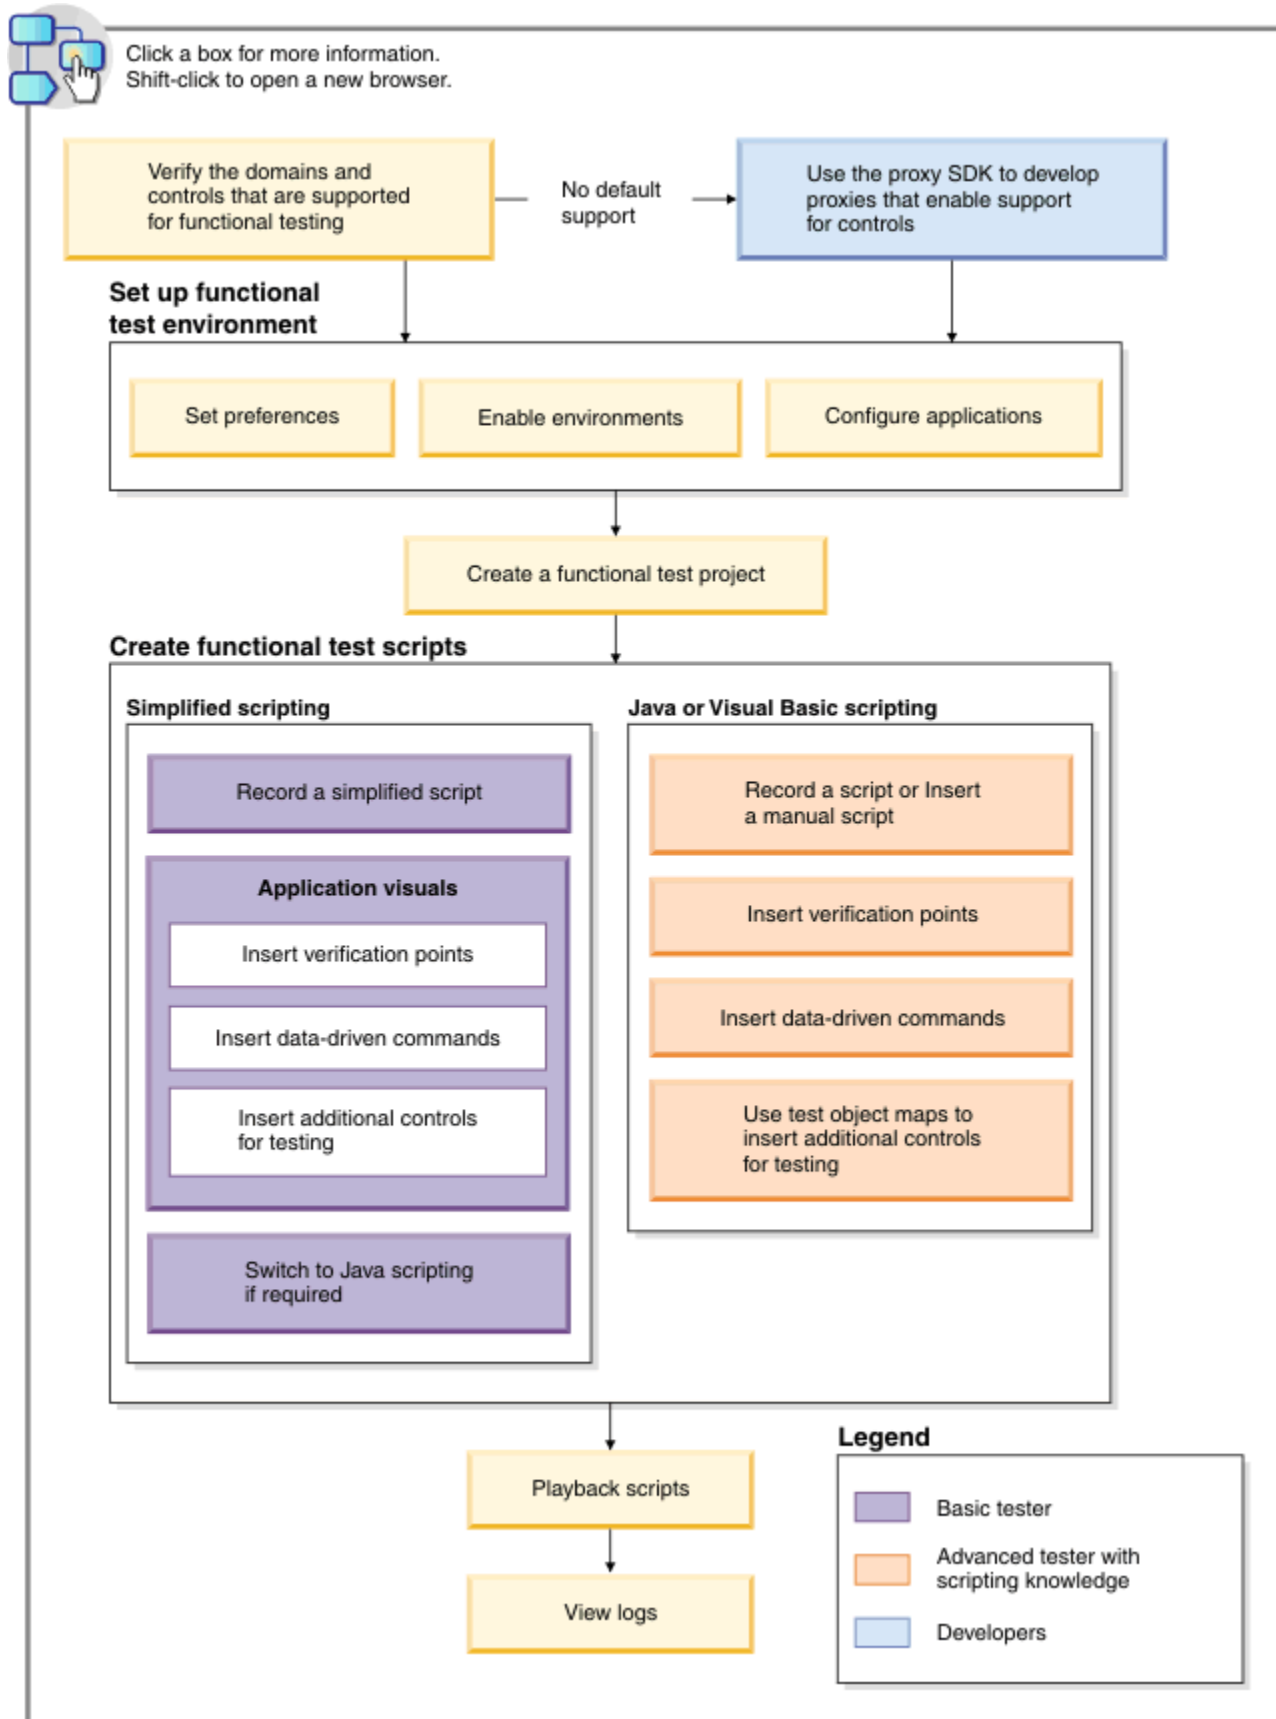 Click a box for more information.
Shift-click to open a new browser.
Verify the domains and
controls that are supported
for functional testing
No default
support
Use the proxy SDK to develop
proxies that enable support
for controls
Set up functional
test environment
Set preferences
Enable environments
Configure applications
Create a functional test project
Create functional test scripts
Simplified scripting
Record a simplified script
Application visuals
Insert verification points
Insert data-driven commands
Insert additional controls
for testing
Switch to Java scripting
if required
Java or Visual Basic scripting
Record a script or Insert
a manual script
Insert verification points
Insert data-driven commands
Use test object maps to
insert additional controls
for testing
Playback scripts
View logs
Legend
Basic tester
Advanced tester with
scripting knowledge
Developers